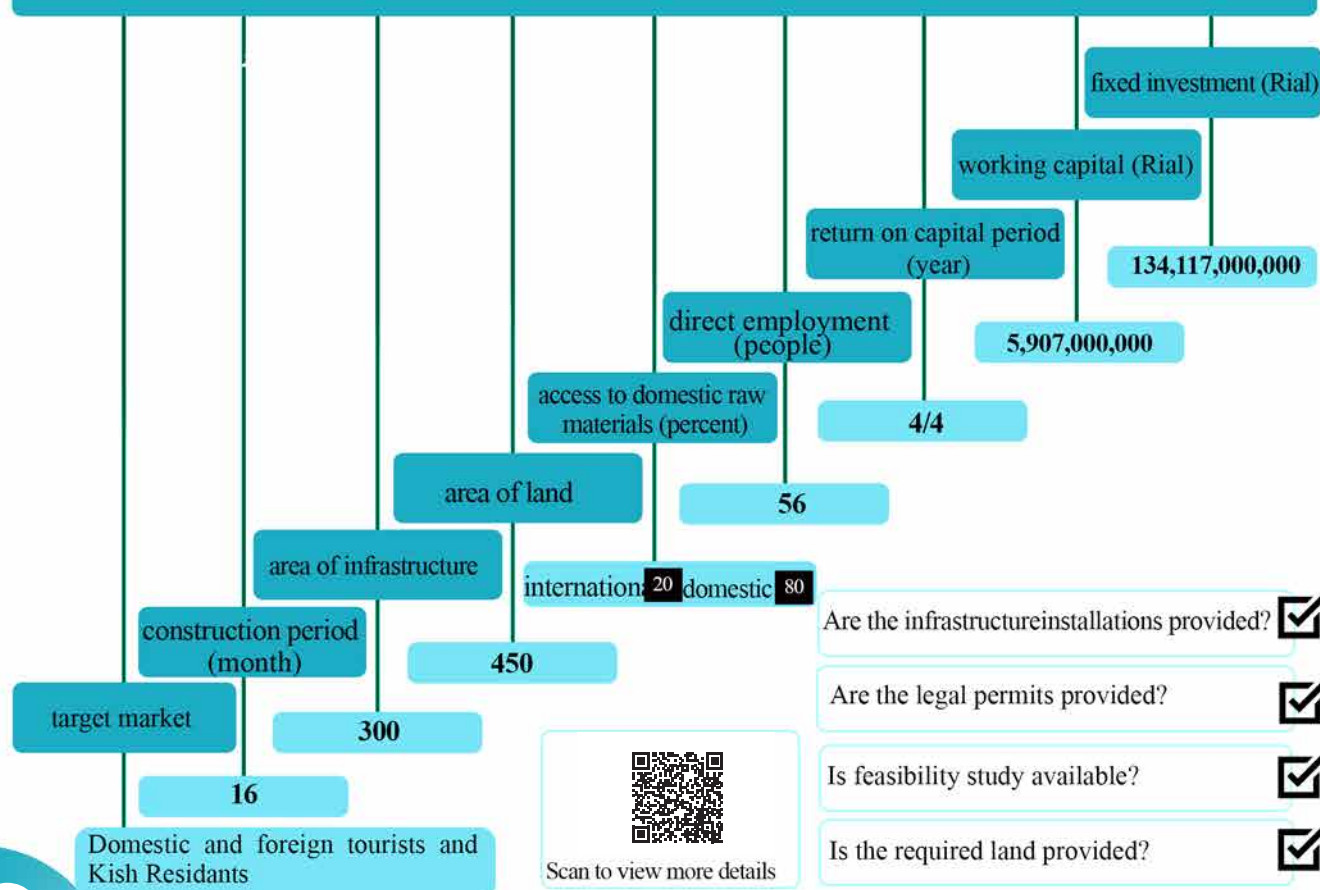 fixed investment (Rial)
134,117,000,000
working capital (Rial)
5,907,000,000
return on capital period
(year)
4/4
direct employment
(people)
56
access to domestic raw
materials (percent)
internation 20 domestic 80
area of land
450
area of infrastructure
300
construction period
(month)
16
target market
Domestic and foreign tourists and
Kish Residants
Scan to view more details
Are the infrastructureinstallations provided?
Are the legal permits provided?
Is feasibility study available?
Is the required land provided?